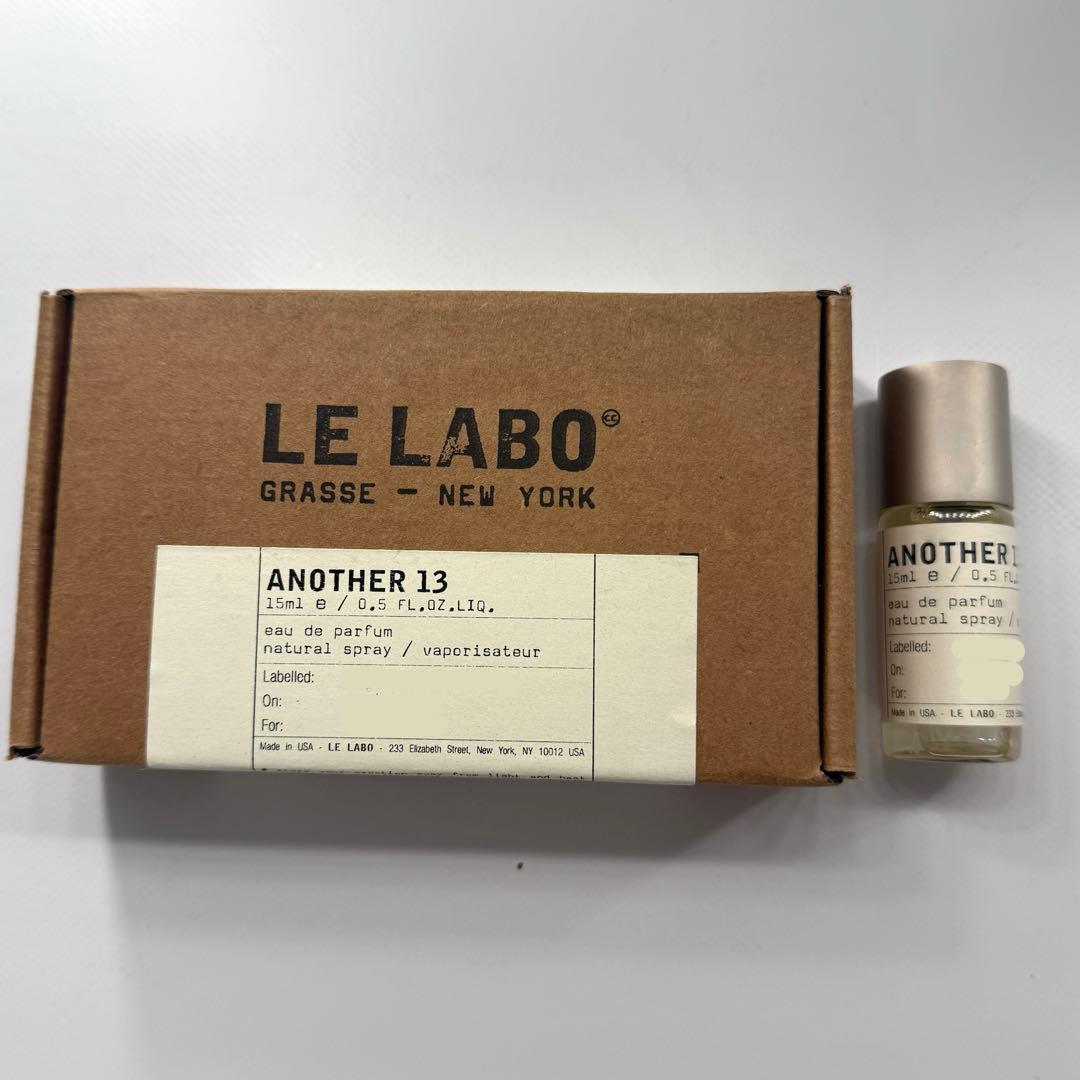 LE LABO
GRASSE — NEW YORK
ANOTHER 13
15ml e / 0.5 FL.OZ.LIQ.
eau de parfum
natural spray / vaporisateur
Labelled:
On:
For:
Made in USA - LE LABO - 233 Elizabeth Street, New York, NY 10012 USA
ANOTHER 1
15ml e / 0.5 FL.
eau de parfum
natural spray /
Labelled:
On:
For:
Made in USA - LE LABO - 233